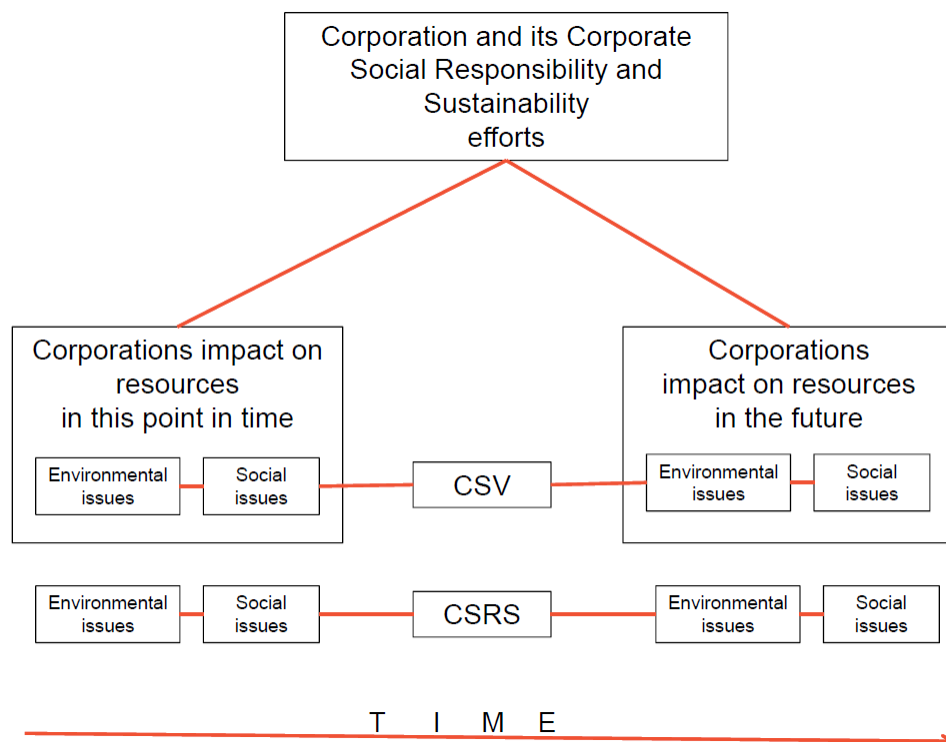 Corporation and its Corporate
Social Responsibility and
Sustainability
efforts
Corporations impact on
resources
in this point in time
Corporations
impact on resources
in the future
Environmental
issues
Social
issues
CSV
Environmental
issues
Social
issues
Environmental
issues
Social
issues
CSRS
Environmental
issues
Social
issues
T I M E